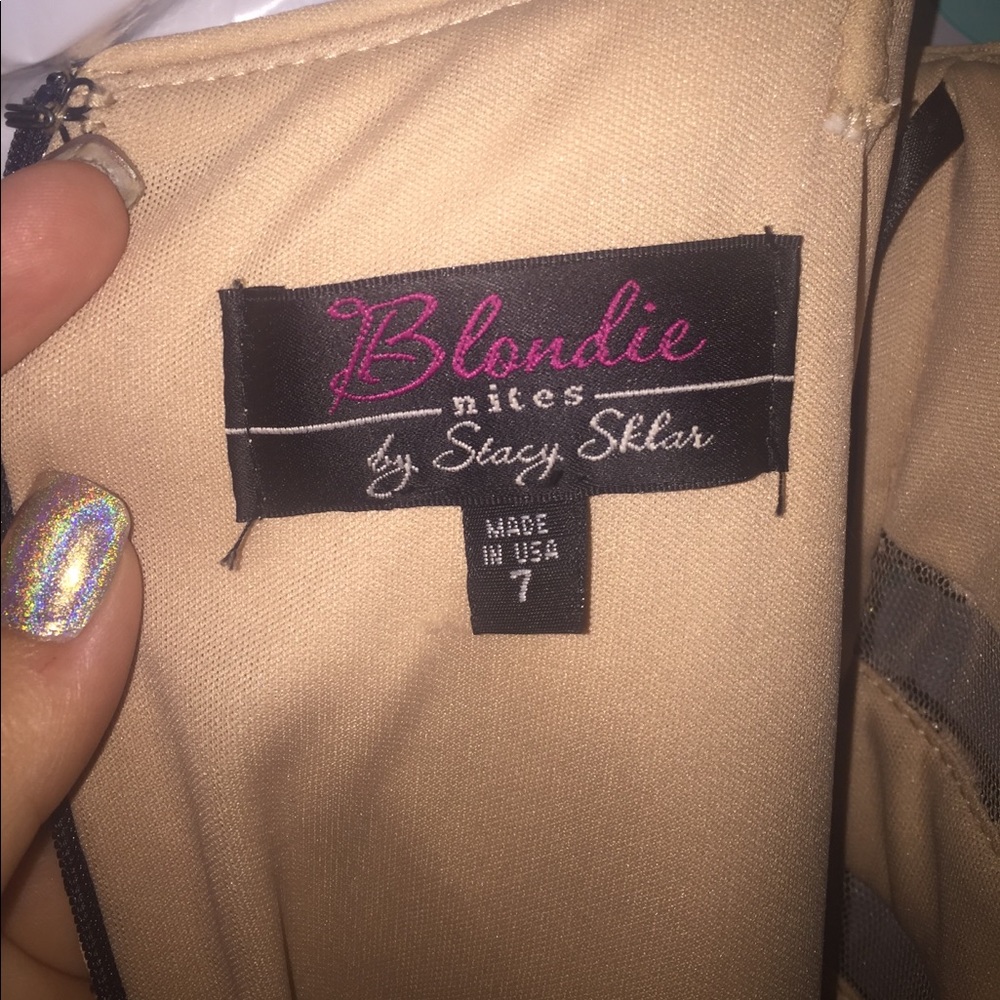 Blondie
nites
by Stacy Sklar
MADE
IN USA
7